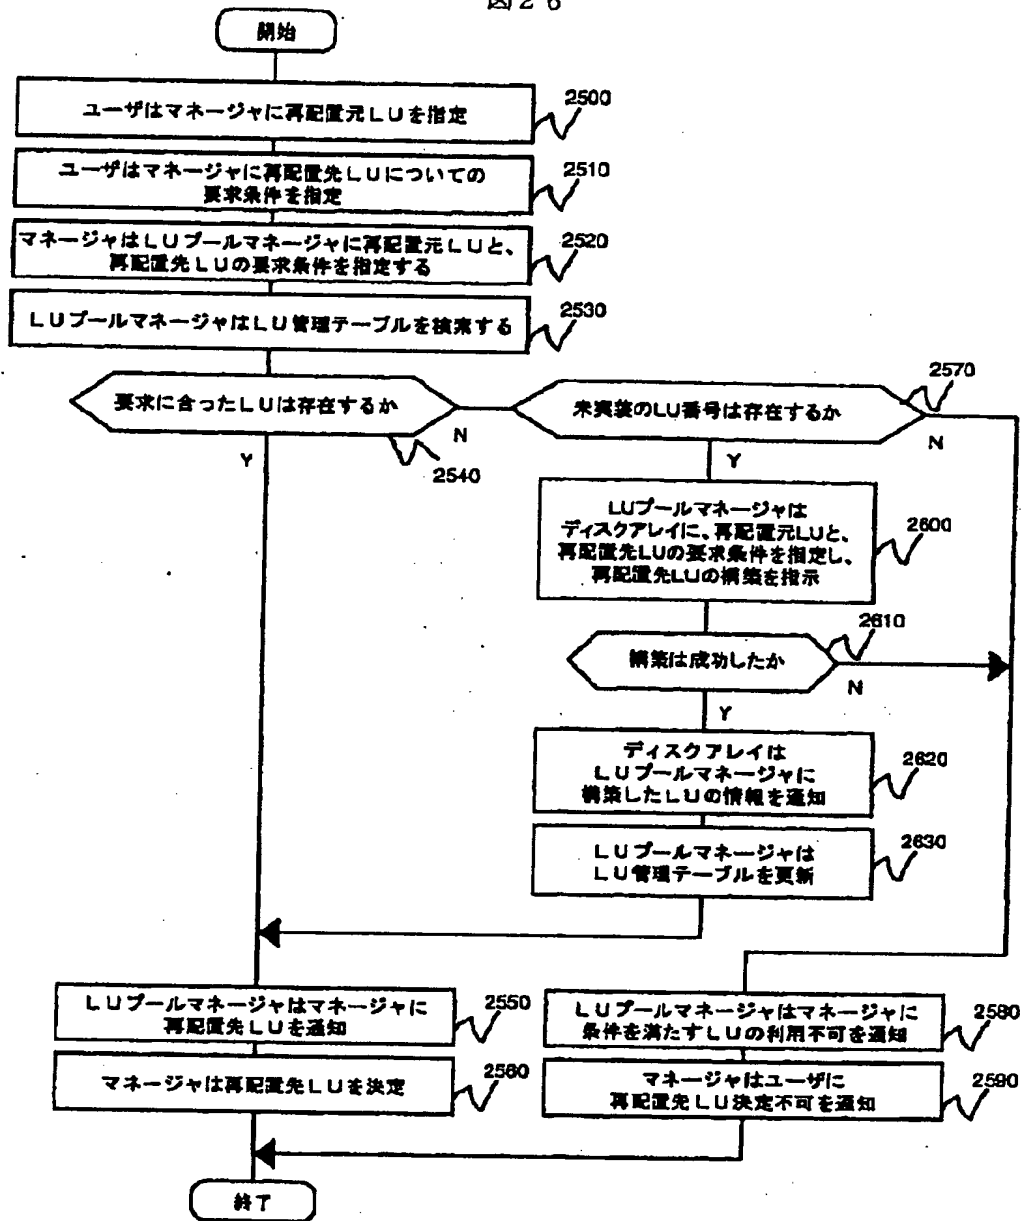 図26
開始
ユーザはマネージャに再配置元LUを指定
2500
ユーザはマネージャに再配置先LUについての
要求条件を指定
2510
マネージャはLUプールマネージャに再配置元LUと、
再配置先LUの要求条件を指定する
2520
LUプールマネージャはLU管理テーブルを検索する
2530
要求に合ったLUは存在するか
N
Y
2540
未実装のLU番号は存在するか
2570
N
Y
LUプールマネージャは
ディスクアレイに、再配置元LUと、
再配置先LUの要求条件を指定し、
再配置先LUの構築を指示
2600
構築は成功したか
2610
N
Y
ディスクアレイは
LUプールマネージャに
構築したLUの情報を通知
2620
LUプールマネージャは
LU管理テーブルを更新
2630
LUプールマネージャはマネージャに
再配置先LUを通知
2550
マネージャは再配置先LUを決定
2560
LUプールマネージャはマネージャに
条件を満たすLUの利用不可を通知
2580
マネージャはユーザに
再配置先LU決定不可を通知
2590
終了